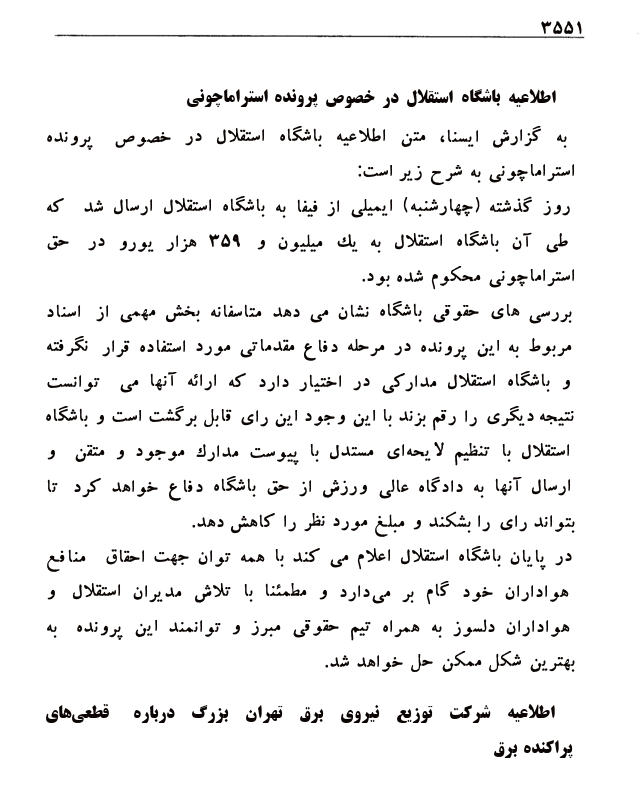 ۳۵۵۱
اطلاعیه باشگاه استقلال در خصوص پرونده استراماچونی
به گزارش ایسنا، متن اطلاعیه باشگاه استقلال در خصوص پرونده
استراماچونی به شرح زیر است:
روز گذشته (چهارشنبه) ایمیلی از فیفا به باشگاه استقلال ارسال شد که
طی آن باشگاه استقلال به یك میلیون و ۳۵۹ هزار یورو در حق
استراماچونی محکوم شده بود.
بررسی های حقوقی باشگاه نشان می دهد متاسفانه بخش مهمی از اسناد
مربوط به این پرونده در مرحله دفاع مقدماتی مورد استفاده قرار نگرفته
و باشگاه استقلال مدارکی در اختیار دارد که ارائه آنها می توانست
نتیجه دیگری را رقم بزند با این وجود این رای قابل برگشت است و باشگاه
استقلال با تنظیم لایحه‌ای مستدل با پیوست مدارك موجود و متقن و
ارسال آنها به دادگاه عالی ورزش از حق باشگاه دفاع خواهد کرد تا
بتواند رای را بشکند و مبلغ مورد نظر را کاهش دهد.
در پایان باشگاه استقلال اعلام می کند با همه توان جهت احقاق منافع
هواداران خود گام بر می‌دارد و مطمئنا با تلاش مدیران استقلال و
هواداران دلسوز به همراه تیم حقوقی مبرز و توانمند این پرونده به
بهترین شکل ممکن حل خواهد شد.
اطلاعیه شرکت توزیع نیروی برق تهران بزرگ درباره قطعی‌های
پراکنده برق